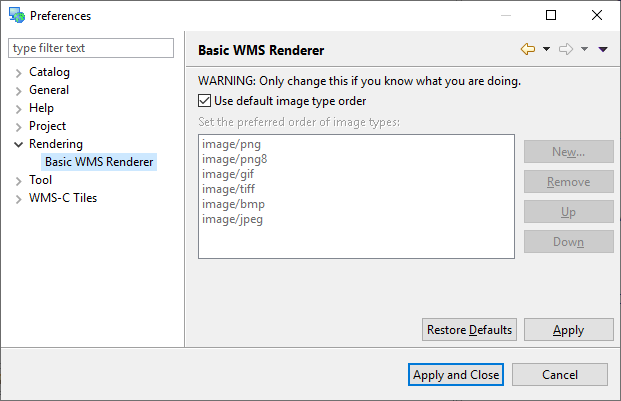 Preferences
type filter text
Catalog
General
Help
Project
Rendering
Basic WMS Renderer
Tool
WMS-C Tiles
Basic WMS Renderer
WARNING: Only change this if you know what you are doing.
Use default image type order
Set the preferred order of image types:
image/png
image/png8
image/gif
image/tiff
image/bmp
image/jpeg
New...
Remove
Up
Down
Restore Defaults
Apply
Apply and Close
Cancel